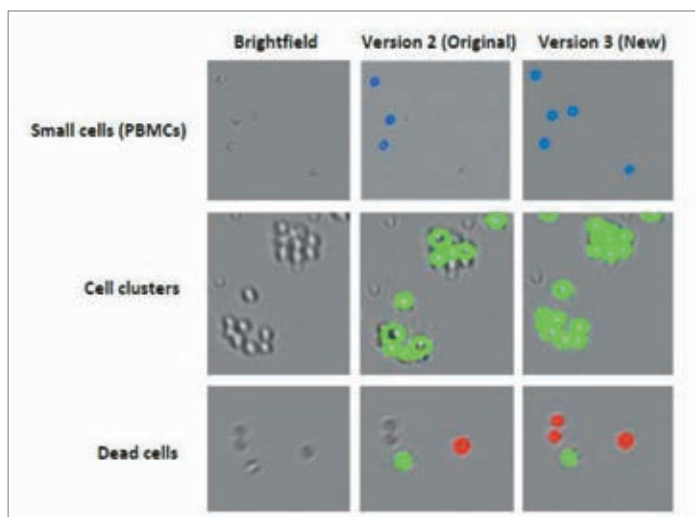 Brightfield Version 2 (Original) Version 3 (New)
Small cells (PBMCs)
Cell clusters
Dead cells